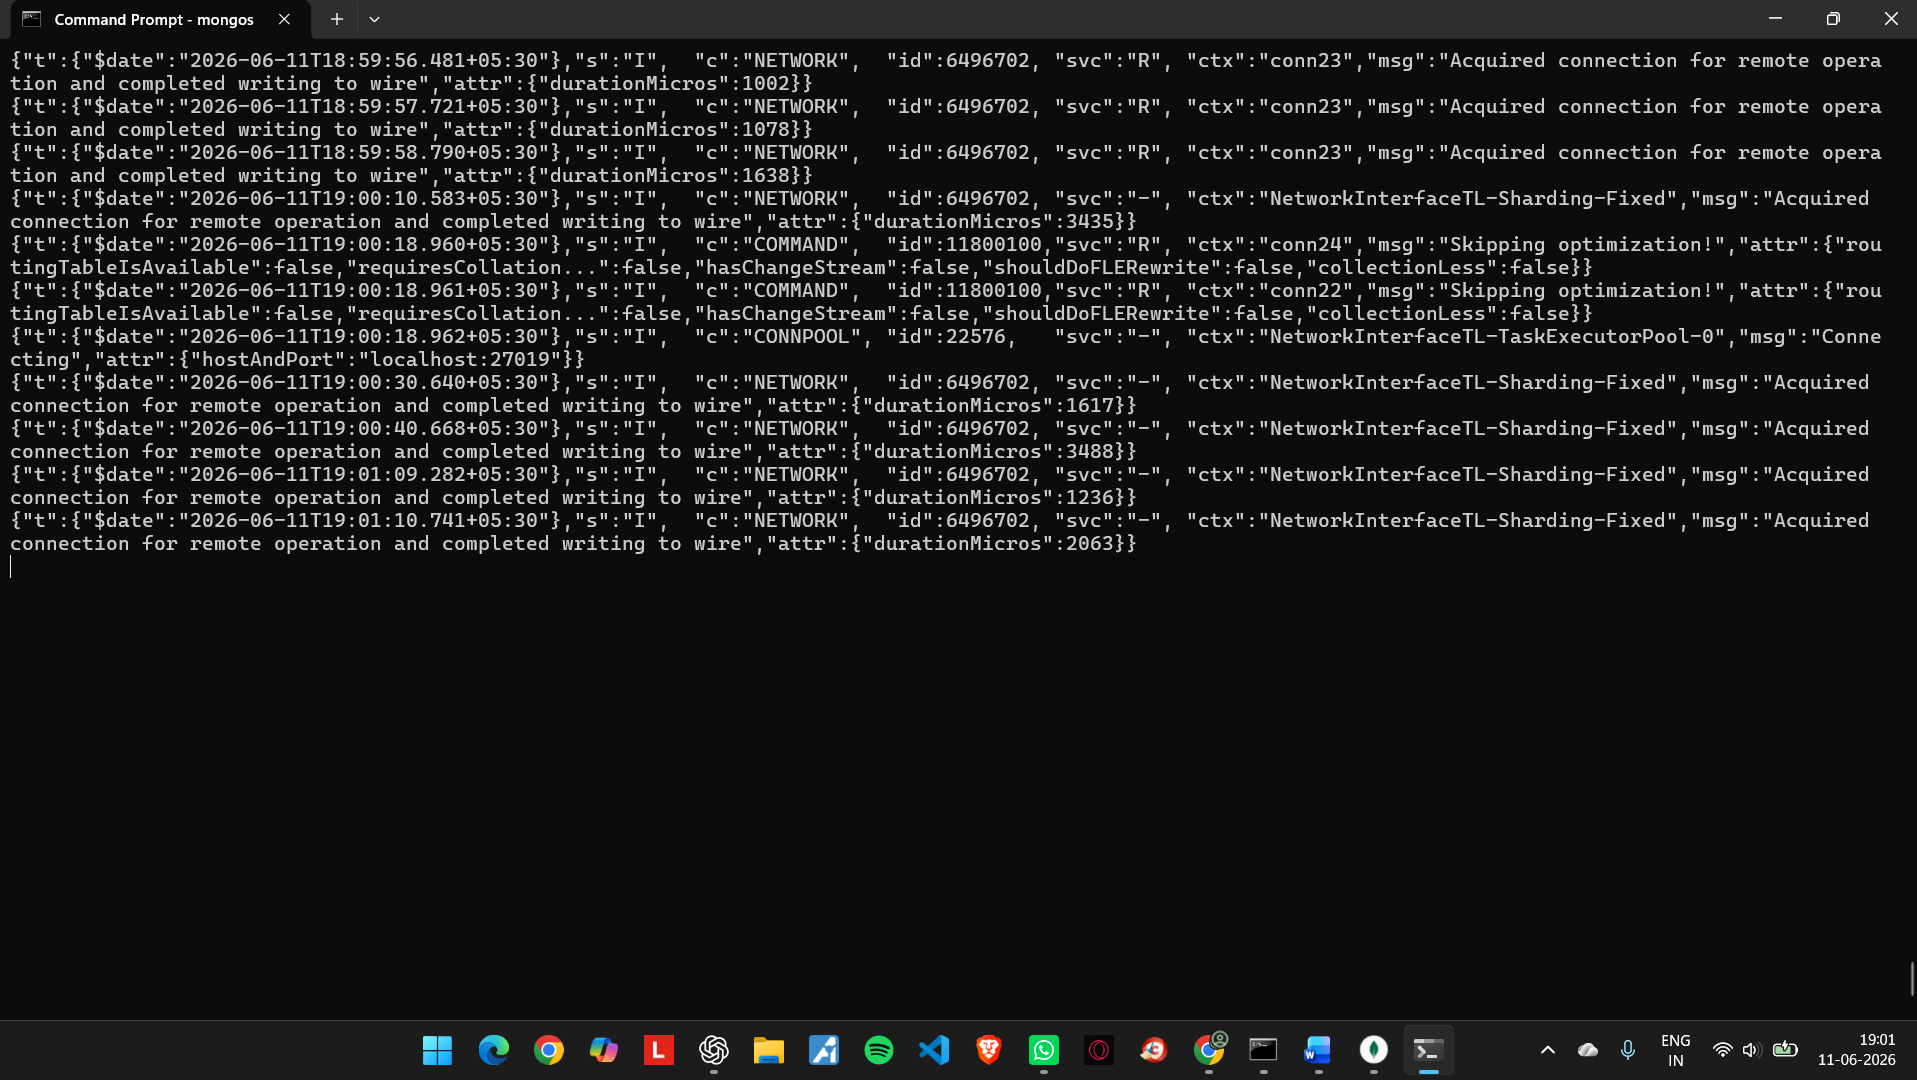 Command Prompt - mongos
{"t":{"$date":"2026-06-11T18:59:56.481+05:30"},"s":"I",  "c":"NETWORK",  "id":6496702, "svc":"R", "ctx":"conn23","msg":"Acquired connection for remote opera
tion and completed writing to wire","attr":{"durationMicros":1002}}
{"t":{"$date":"2026-06-11T18:59:57.721+05:30"},"s":"I",  "c":"NETWORK",  "id":6496702, "svc":"R", "ctx":"conn23","msg":"Acquired connection for remote opera
tion and completed writing to wire","attr":{"durationMicros":1078}}
{"t":{"$date":"2026-06-11T18:59:58.790+05:30"},"s":"I",  "c":"NETWORK",  "id":6496702, "svc":"R", "ctx":"conn23","msg":"Acquired connection for remote opera
tion and completed writing to wire","attr":{"durationMicros":1638}}
{"t":{"$date":"2026-06-11T19:00:10.583+05:30"},"s":"I",  "c":"NETWORK",  "id":6496702, "svc":"-", "ctx":"NetworkInterfaceTL-Sharding-Fixed","msg":"Acquired
connection for remote operation and completed writing to wire","attr":{"durationMicros":3435}}
{"t":{"$date":"2026-06-11T19:00:18.960+05:30"},"s":"I",  "c":"COMMAND",  "id":11800100,"svc":"R", "ctx":"conn24","msg":"Skipping optimization!","attr":{"rou
tingTableIsAvailable":false,"requiresCollation...":false,"hasChangeStream":false,"shouldDoFLERewrite":false,"collectionLess":false}}
{"t":{"$date":"2026-06-11T19:00:18.961+05:30"},"s":"I",  "c":"COMMAND",  "id":11800100,"svc":"R", "ctx":"conn22","msg":"Skipping optimization!","attr":{"rou
tingTableIsAvailable":false,"requiresCollation...":false,"hasChangeStream":false,"shouldDoFLERewrite":false,"collectionLess":false}}
{"t":{"$date":"2026-06-11T19:00:18.962+05:30"},"s":"I",  "c":"CONNPOOL", "id":22576,   "svc":"-", "ctx":"NetworkInterfaceTL-TaskExecutorPool-0","msg":"Conne
cting","attr":{"hostAndPort":"localhost:27019"}}
{"t":{"$date":"2026-06-11T19:00:30.640+05:30"},"s":"I",  "c":"NETWORK",  "id":6496702, "svc":"-", "ctx":"NetworkInterfaceTL-Sharding-Fixed","msg":"Acquired
connection for remote operation and completed writing to wire","attr":{"durationMicros":1617}}
{"t":{"$date":"2026-06-11T19:00:40.668+05:30"},"s":"I",  "c":"NETWORK",  "id":6496702, "svc":"-", "ctx":"NetworkInterfaceTL-Sharding-Fixed","msg":"Acquired
connection for remote operation and completed writing to wire","attr":{"durationMicros":3488}}
{"t":{"$date":"2026-06-11T19:01:09.282+05:30"},"s":"I",  "c":"NETWORK",  "id":6496702, "svc":"-", "ctx":"NetworkInterfaceTL-Sharding-Fixed","msg":"Acquired
connection for remote operation and completed writing to wire","attr":{"durationMicros":1236}}
{"t":{"$date":"2026-06-11T19:01:10.741+05:30"},"s":"I",  "c":"NETWORK",  "id":6496702, "svc":"-", "ctx":"NetworkInterfaceTL-Sharding-Fixed","msg":"Acquired
connection for remote operation and completed writing to wire","attr":{"durationMicros":2063}}
L
ENG
IN
19:01
11-06-2026